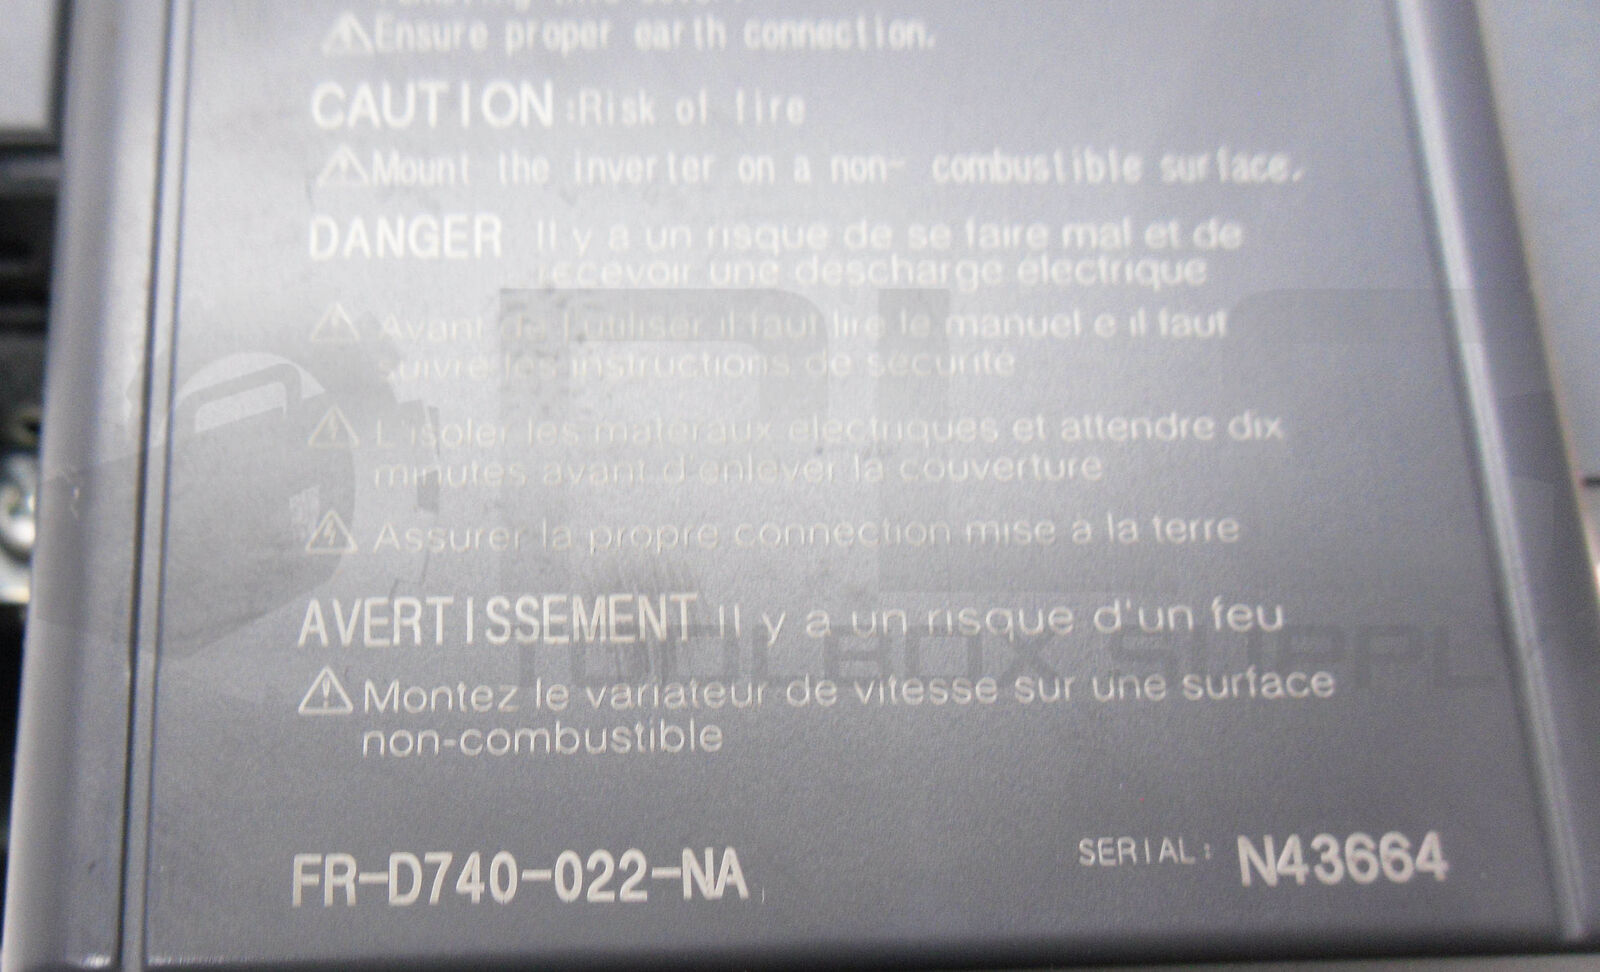 Ensure proper earth connection.
CAUTION :Risk of fire
Mount the inverter on a non- combustible surface.
DANGER Il y a un risque de se faire mal et de
recevoir une descharge électrique
Avant de l'utiliser il faut lire le manuel e il faut
suivre les instructions de sécurité
L'isoler les materaux electriques et attendre dix
minutes avant d'enlever la couverture
Assurer la propre connection mise a la terre
AVERTISSEMENT Il y a un risque d'un feu
Montez le variateur de vitesse sur une surface
non-combustible
FR-D740-022-NA
SERIAL: N43664
TOOLBOX SUPPLY